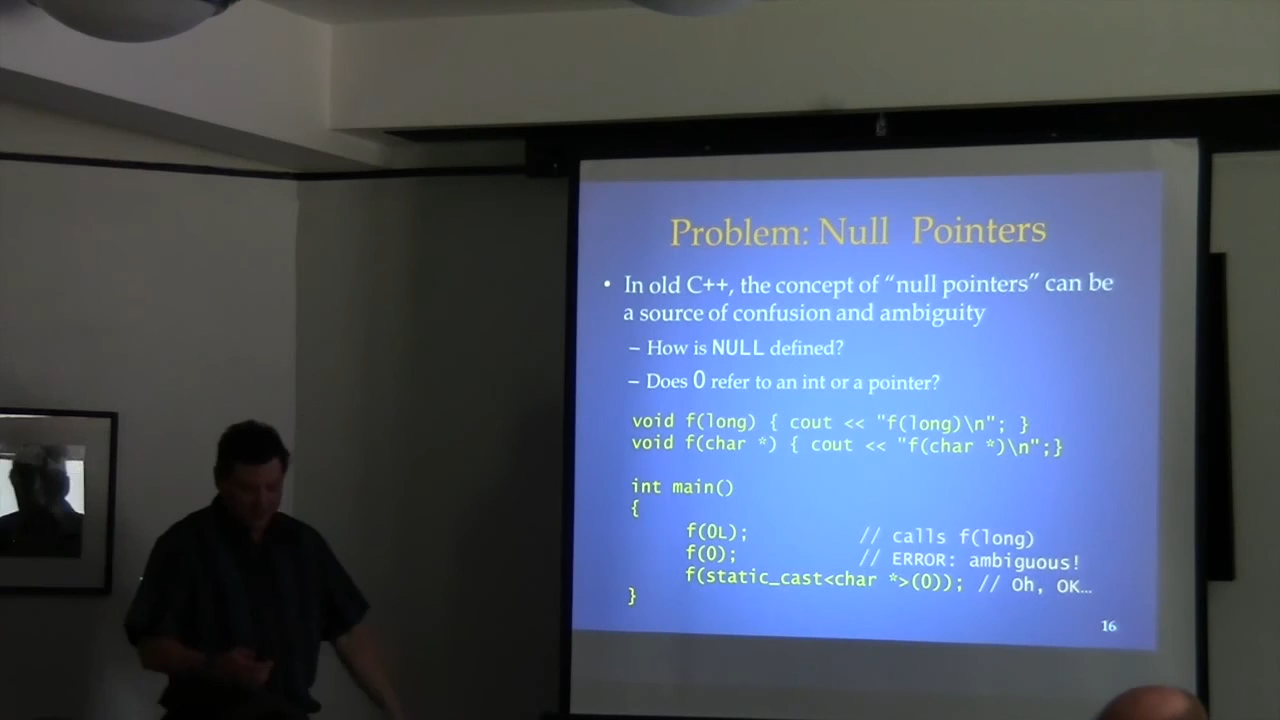 Problem: Null Pointers
• In old C++, the concept of “null pointers” can be
a source of confusion and ambiguity
– How is NULL defined?
– Does 0 refer to an int or a pointer?
void f(long) { cout << "f(long)\n"; }
void f(char *) { cout << "f(char *)\n";}
int main()
{
f(0L); // calls f(long)
f(0); // ERROR: ambiguous!
f(static_cast<char *>(0)); // Oh, OK…
}
16